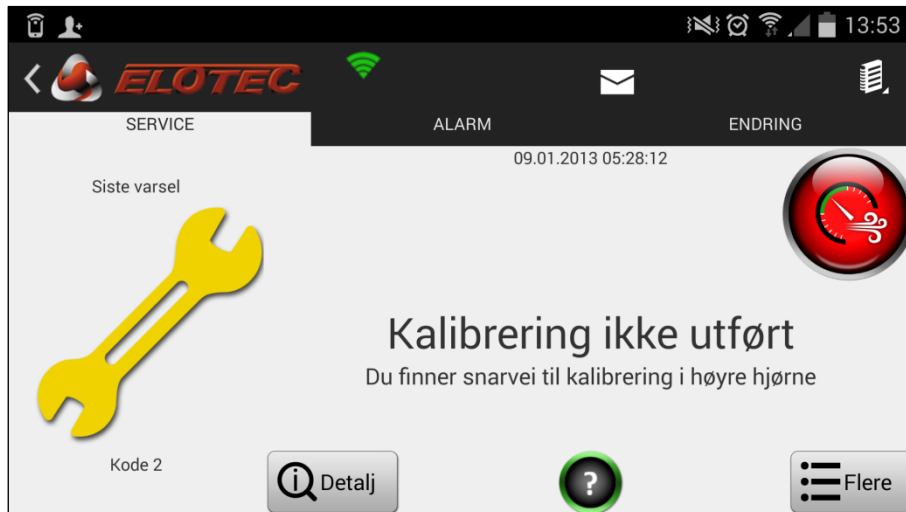 13:53
ELOTEC
SERVICE
ALARM
ENDRING
09.01.2013 05:28:12
Siste varsel
Kalibrering ikke utført
Du finner snarvei til kalibrering i høyre hjørne
Kode 2
Detalj
?
Flere